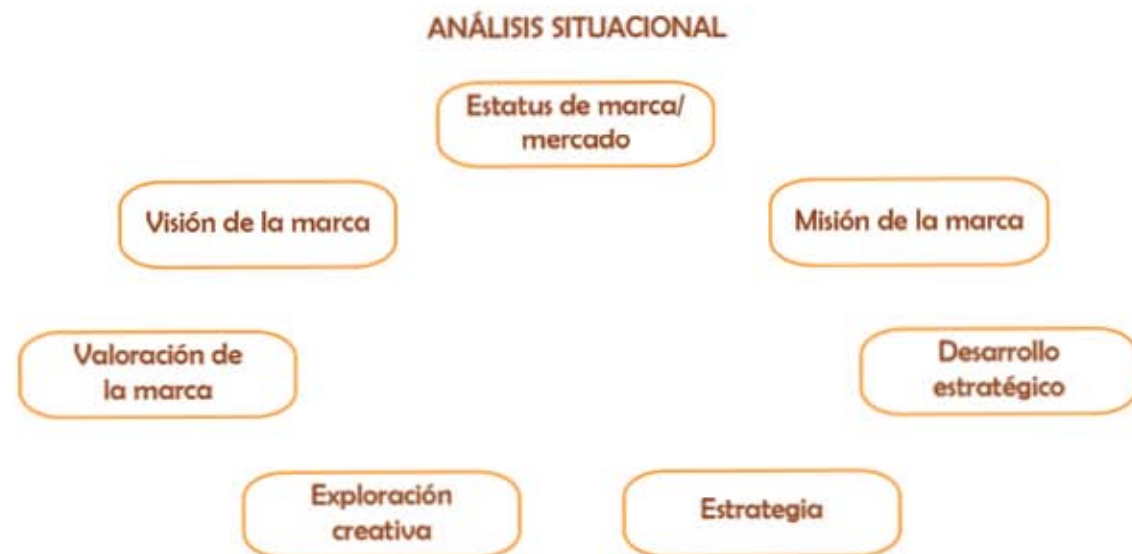 ANÁLISIS SITUACIONAL
Estatus de marca/
mercado
Visión de la marca
Misión de la marca
Valoración de
la marca
Desarrollo
estratégico
Exploración
creativa
Estrategia